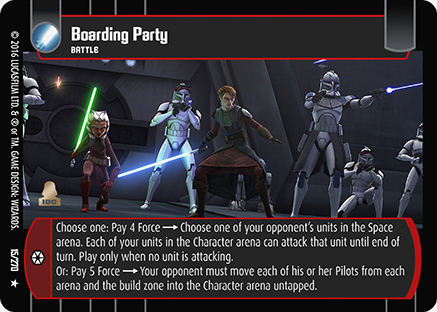 Boarding Party
BATTLE
© 2016 LUCASFILM LTD. & ® or TM. GAME DESIGN: WIZARDS.
IDC
15/270
Choose one: Pay 4 Force → Choose one of your opponent's units in the Space
arena. Each of your units in the Character arena can attack that unit until end of
turn. Play only when no unit is attacking.
Or: Pay 5 Force → Your opponent must move each of his or her Pilots from each
arena and the build zone into the Character arena untapped.